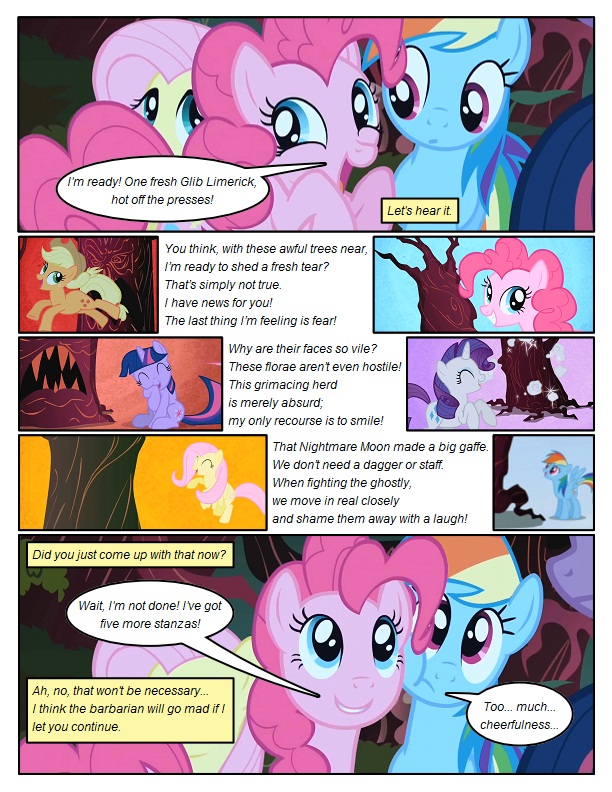 I'm ready! One fresh Glib Limerick,
hot off the presses!
Let's hear it.
You think, with these awful trees near,
I'm ready to shed a fresh tear?
That's simply not true.
I have news for you!
The last thing I'm feeling is fear!
Why are their faces so vile?
These florae aren't even hostile!
This grimacing herd
is merely absurd;
my only recourse is to smile!
That Nightmare Moon made a big gaffe.
We don't need a dagger or staff.
When fighting the ghostly,
we move in real closely
and shame them away with a laugh!
Did you just come up with that now?
Wait, I'm not done! I've got
five more stanzas!
Ah, no, that won't be necessary...
I think the barbarian will go mad if I
let you continue.
Too... much...
cheerfulness...